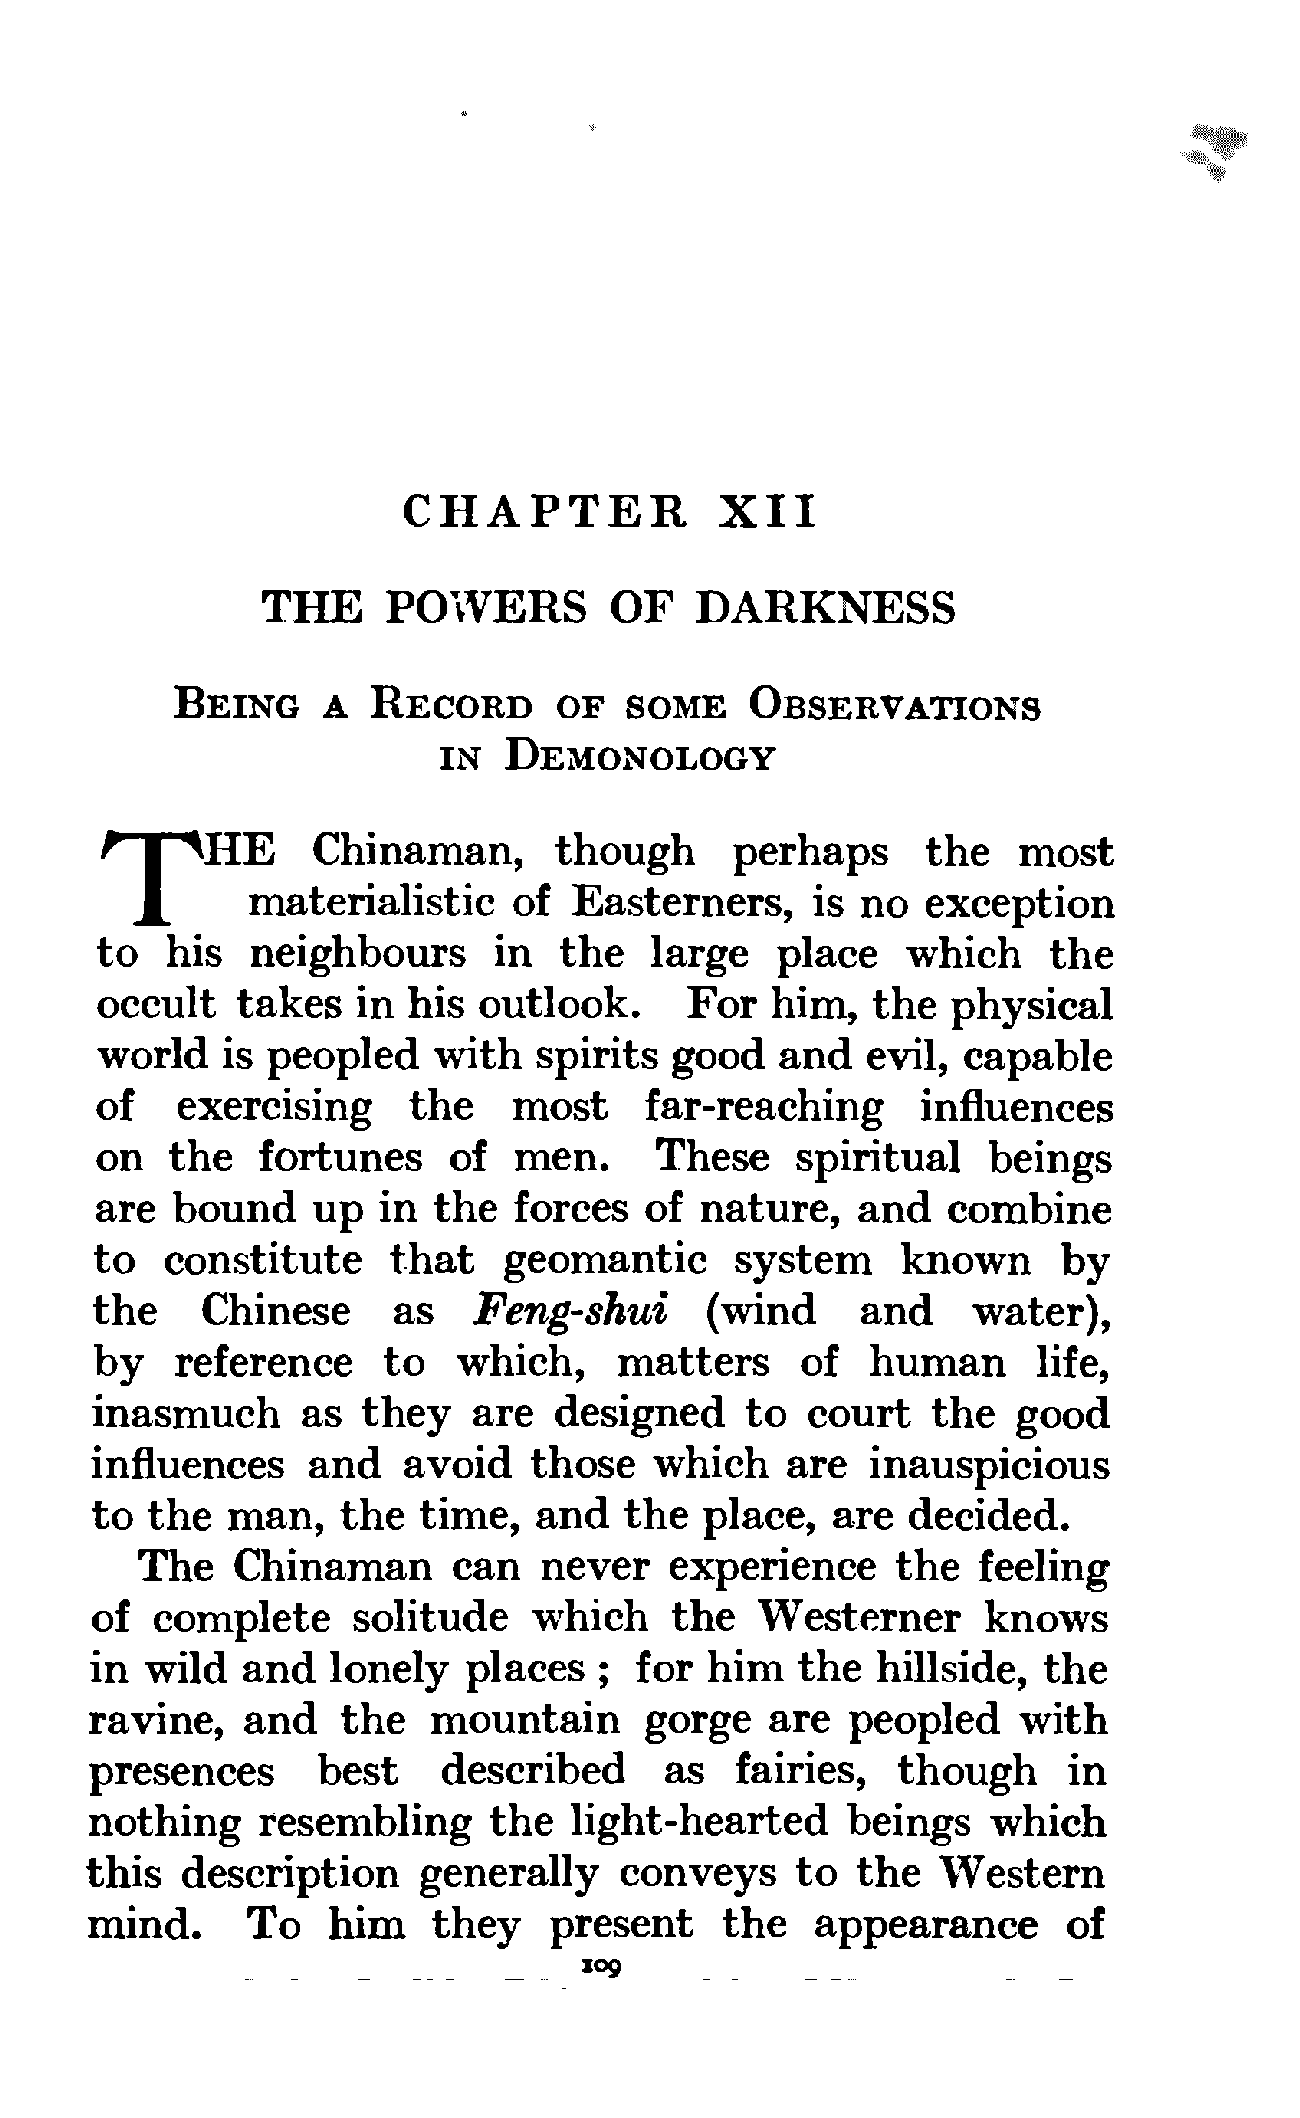 CHAPTER XII
THE POWERS OF DARKNESS
BEING A RECORD OF SOME OBSERVATIONS
IN DEMONOLOGY
THE Chinaman, though perhaps the most
materialistic of Easterners, is no exception
to his neighbours in the large place which the
occult takes in his outlook. For him, the physical
world is peopled with spirits good and evil, capable
of exercising the most far-reaching influences
on the fortunes of men. These spiritual beings
are bound up in the forces of nature, and combine
to constitute that geomantic system known by
the Chinese as Feng-shui (wind and water),
by reference to which, matters of human life,
inasmuch as they are designed to court the good
influences and avoid those which are inauspicious
to the man, the time, and the place, are decided.
The Chinaman can never experience the feeling
of complete solitude which the Westerner knows
in wild and lonely places ; for him the hillside, the
ravine, and the mountain gorge are peopled with
presences best described as fairies, though in
nothing resembling the light-hearted beings which
this description generally conveys to the Western
mind. To him they present the appearance of
109